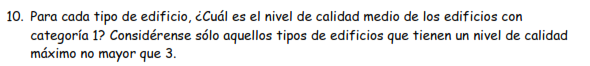 10. Para cada tipo de edificio, ¿Cuál es el nivel de calidad medio de los edificios con
categoría 1? Considérense sólo aquellos tipos de edificios que tienen un nivel de calidad
máximo no mayor que 3.